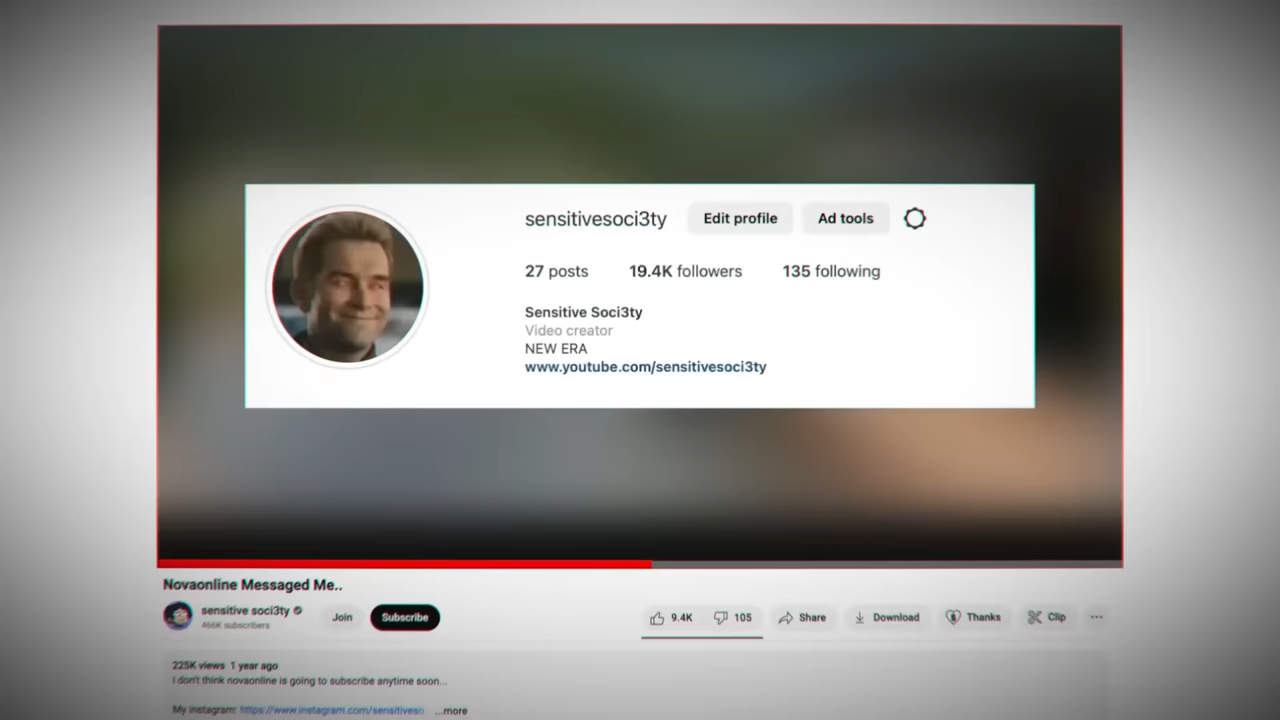 sensitivesoci3ty Edit profile Ad tools
27 posts 19.4K followers 135 following
Sensitive Soci3ty
Video creator
NEW ERA
www.youtube.com/sensitivesoci3ty
Novaonline Messaged Me..
sensitive soci3ty
466K subscribers
Join Subscribe 9.4K 105 Share Download Thanks Clip
225K views 1 year ago
I don't think novaonline is going to subscribe anytime soon...
My instagram: https://www.instagram.com/sensitiveso ...more